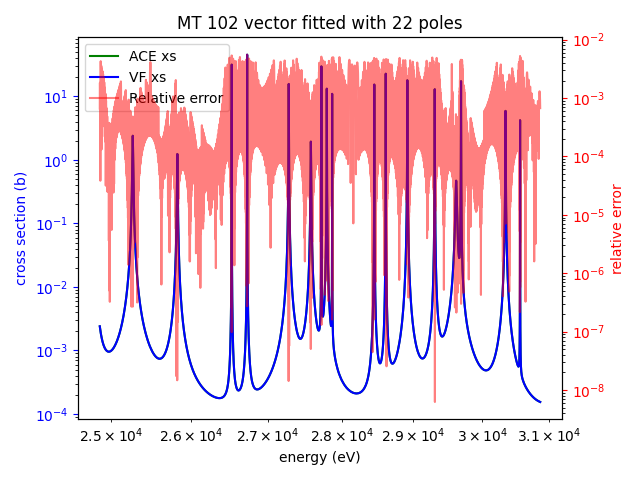 MT 102 vector fitted with 22 poles
ACE xs
VF xs
Relative error
10¹
10⁰
10⁻¹
10⁻²
10⁻³
10⁻⁴
cross section (b)
10⁻²
10⁻³
10⁻⁴
10⁻⁵
10⁻⁶
10⁻⁷
10⁻⁸
relative error
2.5 × 10⁴ 2.6 × 10⁴ 2.7 × 10⁴ 2.8 × 10⁴ 2.9 × 10⁴ 3 × 10⁴ 3.1 × 10⁴
energy (eV)